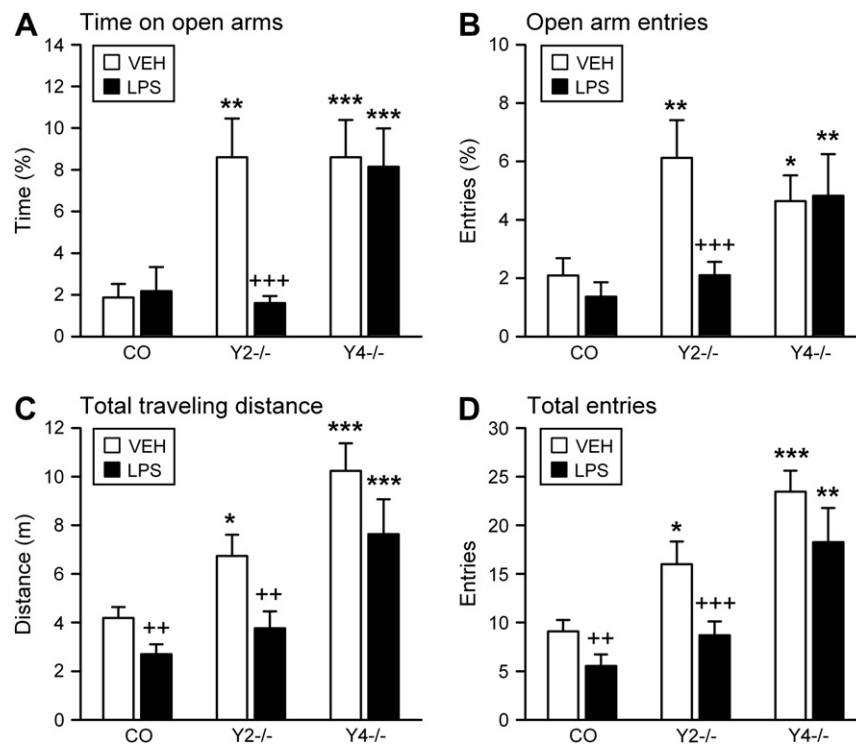 A Time on open arms
14
12
10
8
6
4
2
0
Time (%)
VEH
LPS
** *** ***
+++
CO Y2-/- Y4-/-
B Open arm entries
10
8
6
4
2
0
Entries (%)
VEH
LPS
** * **
+++
CO Y2-/- Y4-/-
C Total traveling distance
12
10
8
6
4
2
0
Distance (m)
VEH
LPS
*** ***
*
++ ++
CO Y2-/- Y4-/-
D Total entries
30
25
20
15
10
5
0
Entries
VEH
LPS
*** **
*
++ +++
CO Y2-/- Y4-/-